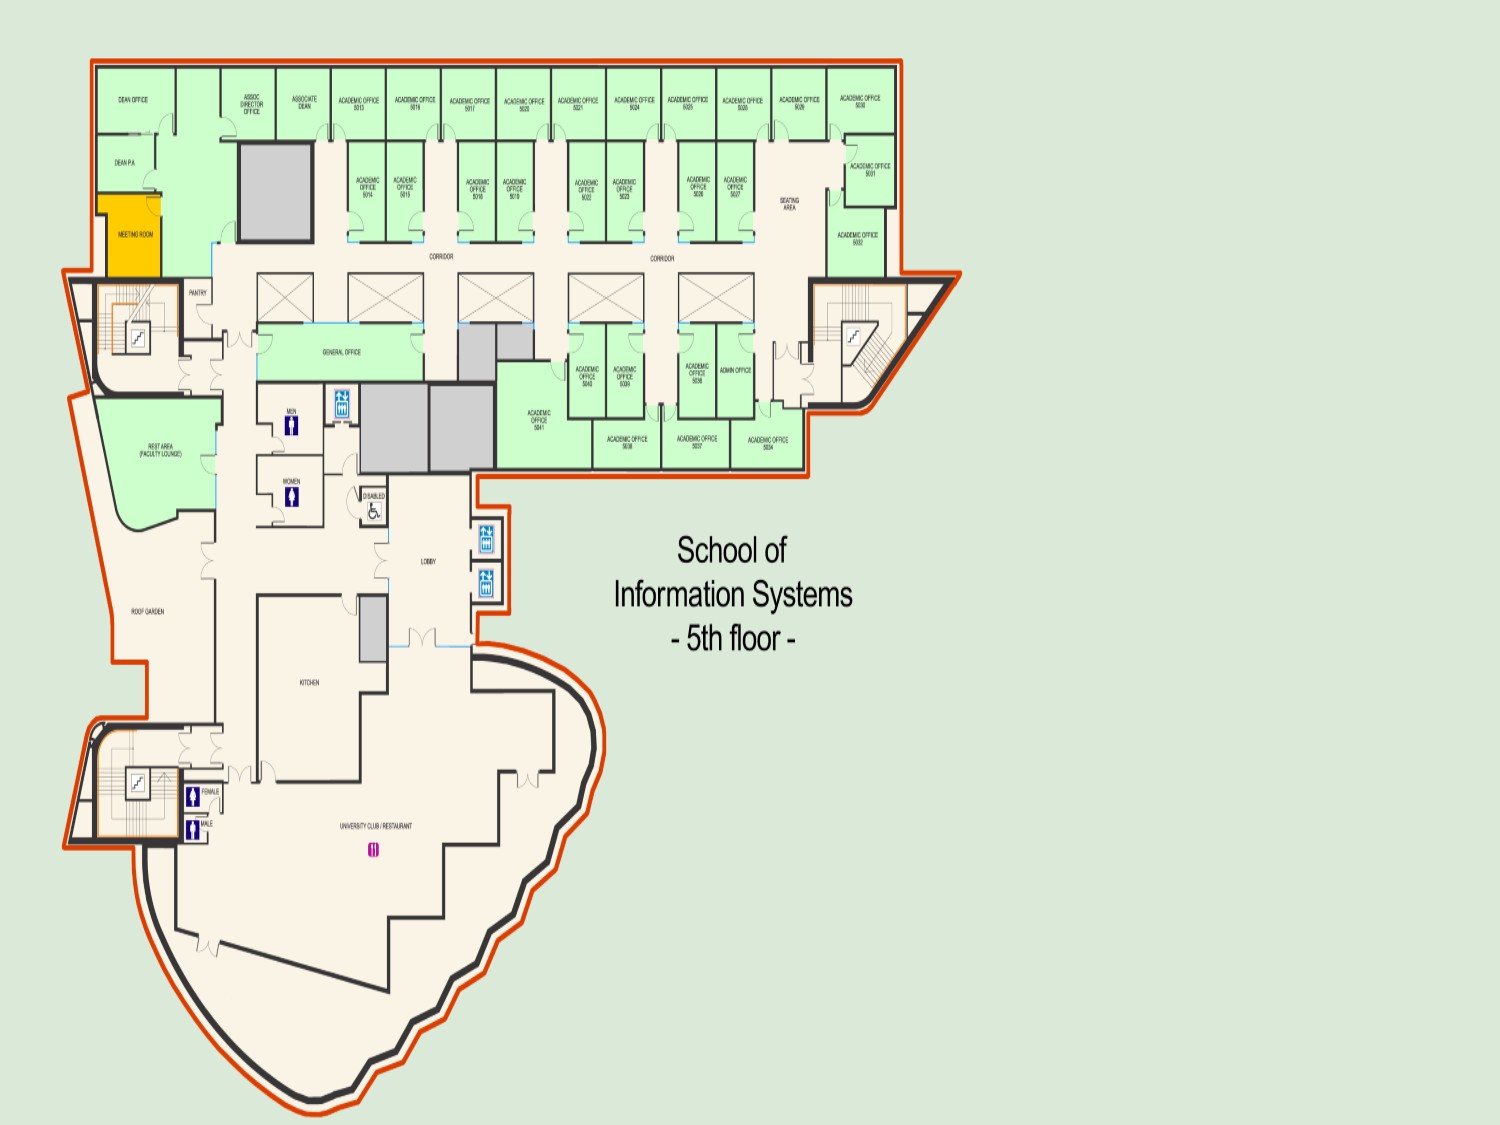 DEAN OFFICE
ASSOC
DIRECTOR
OFFICE
ASSOCIATE
DEAN
ACADEMIC OFFICE
5013
ACADEMIC OFFICE
5016
ACADEMIC OFFICE
5017
ACADEMIC OFFICE
5020
ACADEMIC OFFICE
5021
ACADEMIC OFFICE
5024
ACADEMIC OFFICE
5025
ACADEMIC OFFICE
5028
ACADEMIC OFFICE
5029
ACADEMIC OFFICE
5030
DEAN P.A
ACADEMIC
OFFICE
5014
ACADEMIC
OFFICE
5015
ACADEMIC
OFFICE
5018
ACADEMIC
OFFICE
5019
ACADEMIC
OFFICE
5022
ACADEMIC
OFFICE
5023
ACADEMIC
OFFICE
5026
ACADEMIC
OFFICE
5027
SEATING
AREA
ACADEMIC OFFICE
5031
MEETING ROOM
ACADEMIC OFFICE
5032
CORRIDOR
CORRIDOR
PANTRY
GENERAL OFFICE
ACADEMIC
OFFICE
5040
ACADEMIC
OFFICE
5039
ACADEMIC
OFFICE
ADMIN OFFICE
MEN
ACADEMIC
OFFICE
5041
ACADEMIC OFFICE
5038
ACADEMIC OFFICE
5037
ACADEMIC OFFICE
5034
REST AREA
(FACULTY LOUNGE)
WOMEN
DISABLED
LOBBY
School of
Information Systems
- 5th floor -
ROOF GARDEN
KITCHEN
FEMALE
MALE
UNIVERSITY CLUB / RESTAURANT